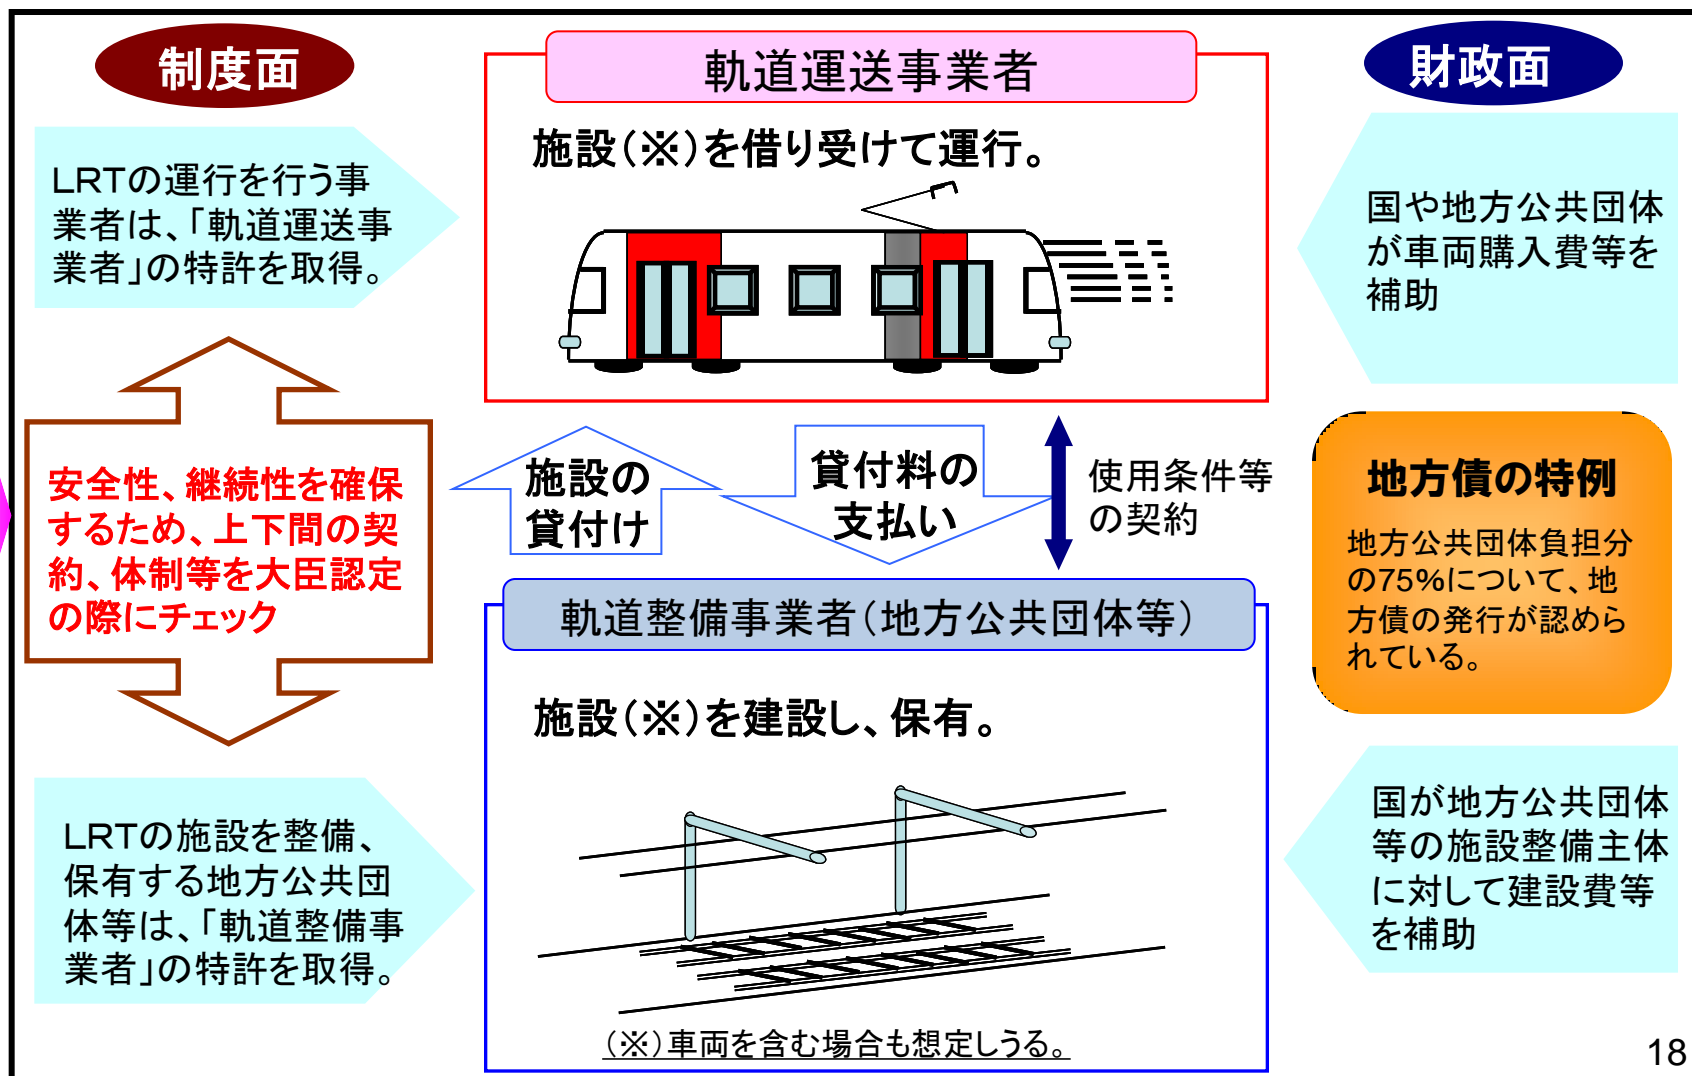 制度面
LRTの運行を行う事
業者は、「軌道運送事
業者」の特許を取得。
安全性、継続性を確保
するため、上下間の契
約、体制等を大臣認定
の際にチェック
LRTの施設を整備、
保有する地方公共団
体等は、「軌道整備事
業者」の特許を取得。
軌道運送事業者
施設(※)を借り受けて運行。
施設の
貸付け
貸付料の
支払い
使用条件等
の契約
軌道整備事業者(地方公共団体等)
施設(※)を建設し、保有。
(※)車両を含む場合も想定しうる。
財政面
国や地方公共団体
が車両購入費等を
補助
地方債の特例
地方公共団体負担分
の75%について、地
方債の発行が認めら
れている。
国が地方公共団体
等の施設整備主体
に対して建設費等
を補助
18